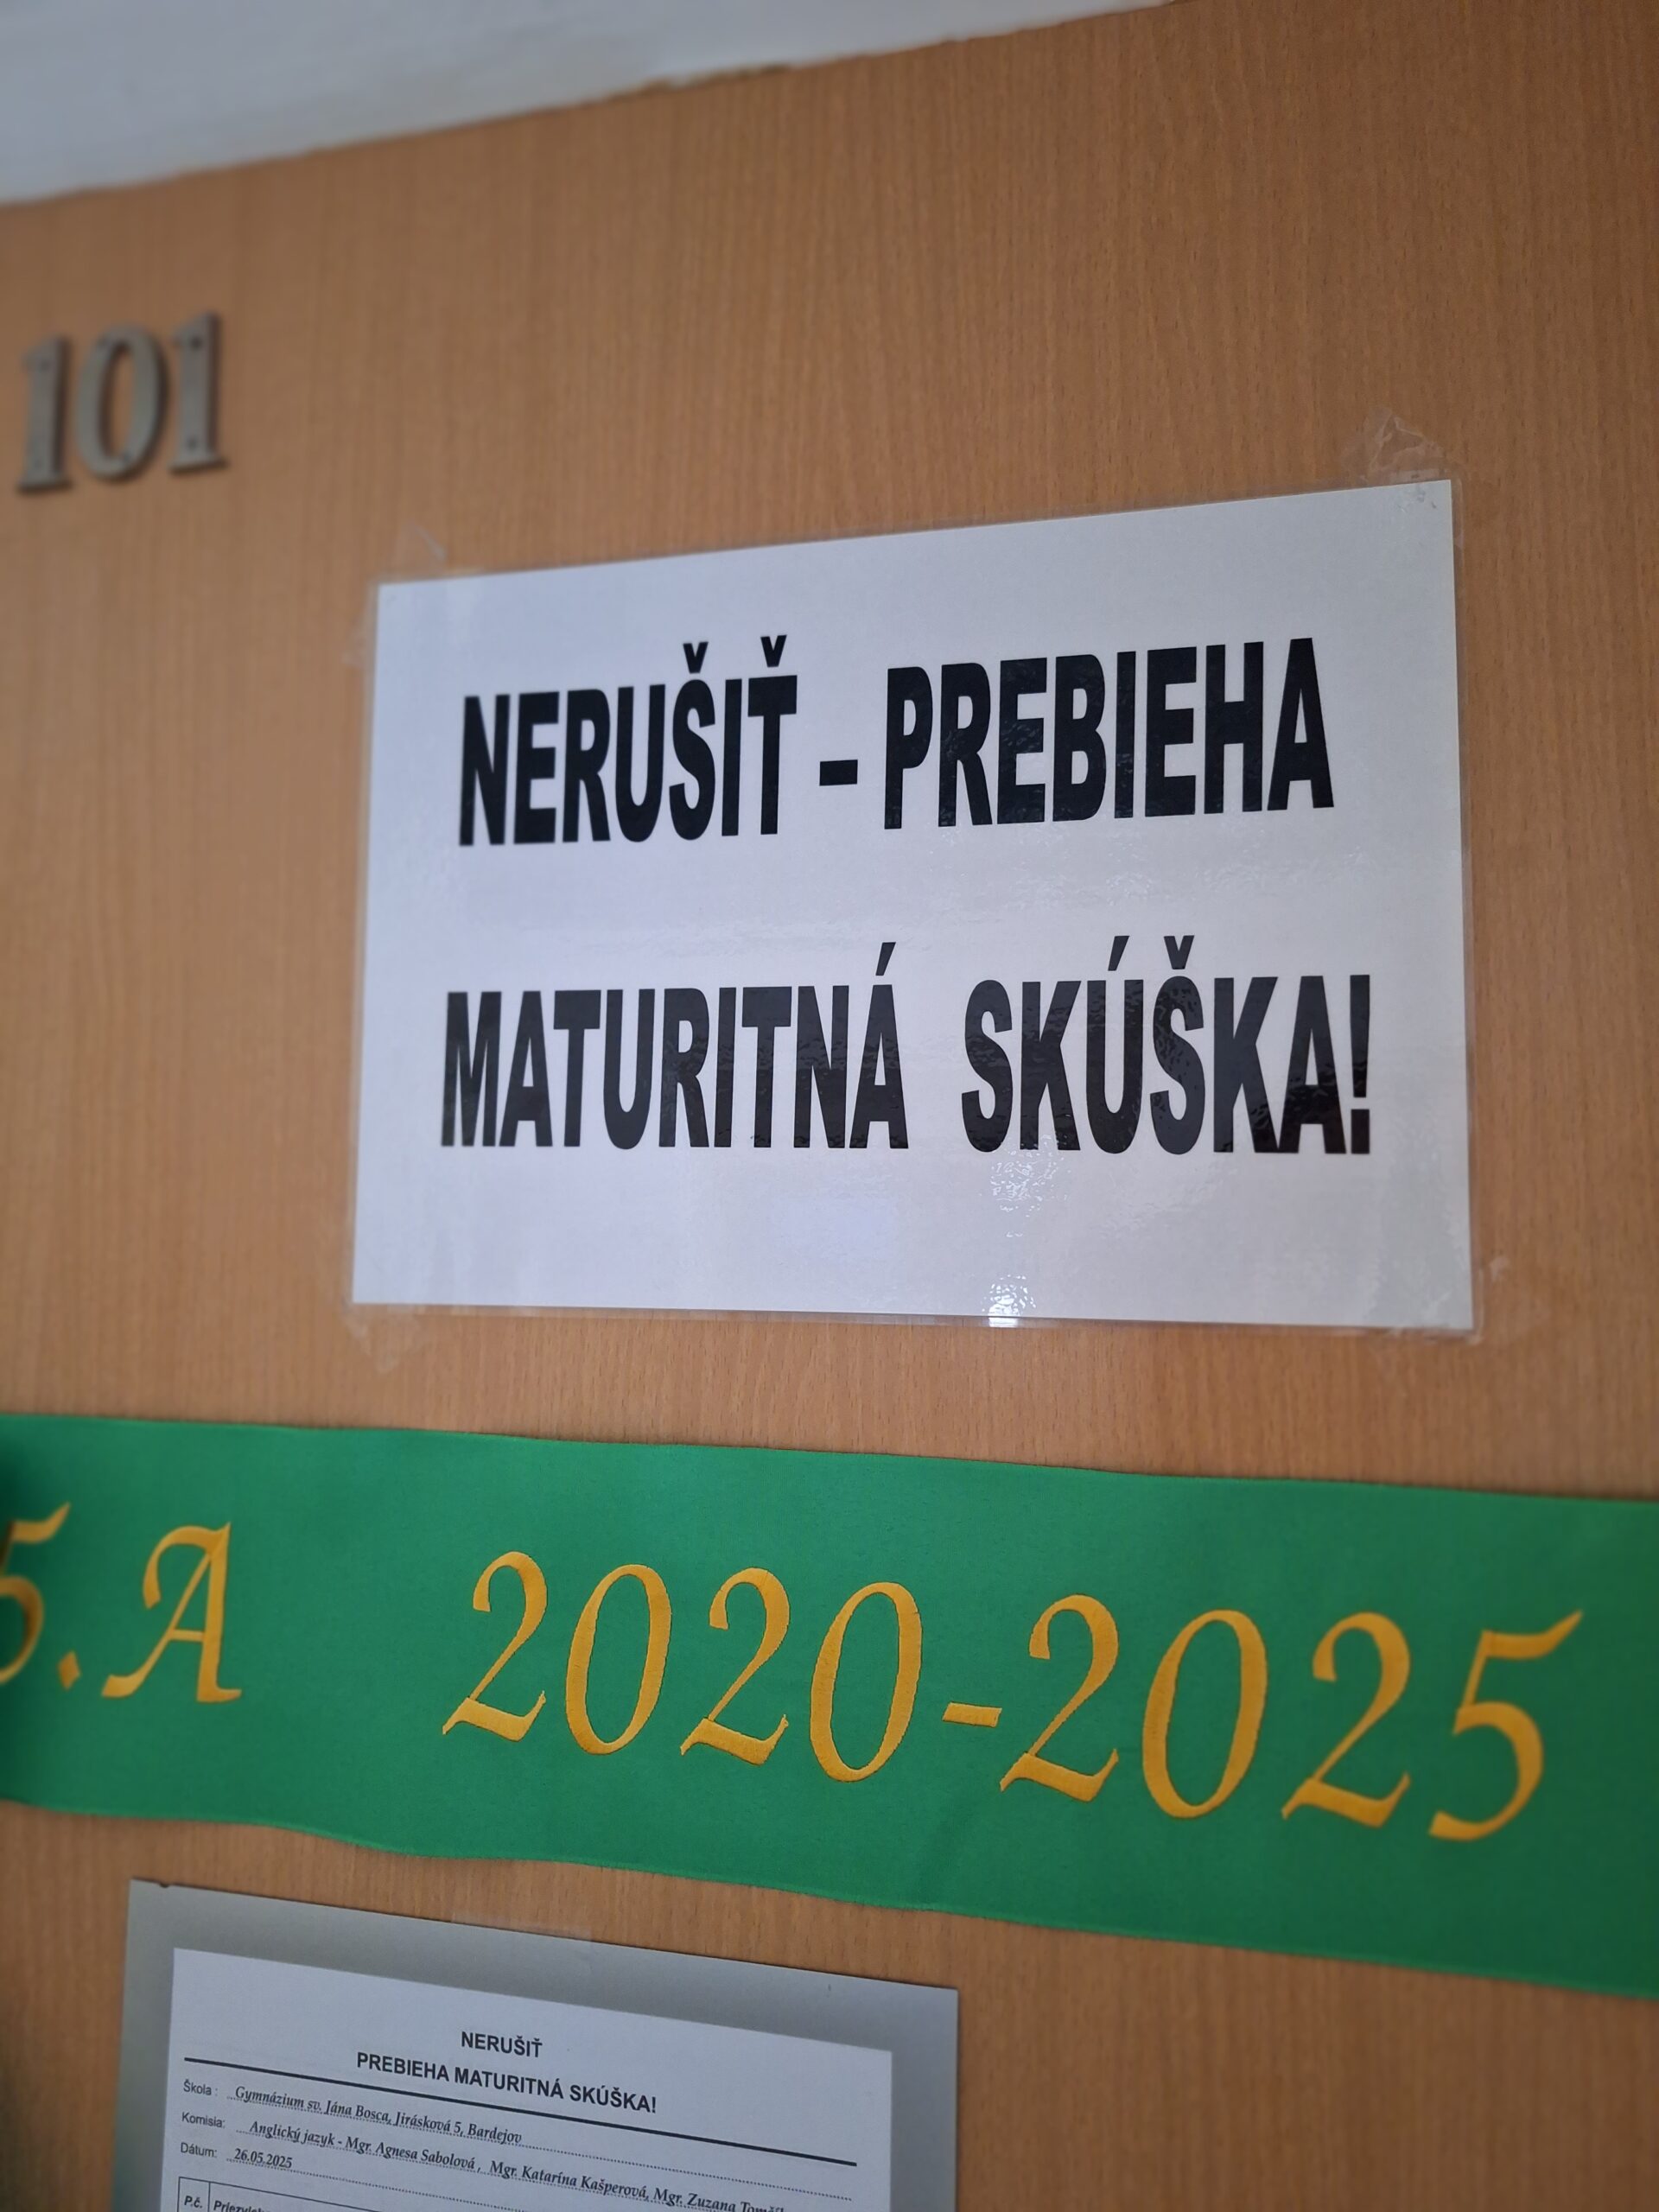 101
NERUŠIŤ - PREBIEHA
MATURITNÁ SKÚŠKA!
5.A 2020-2025
NERUŠIŤ
PREBIEHA MATURITNÁ SKÚŠKA!
Škola : Gymnázium sv. Jána Bosca, Jirásková 5, Bardejov
Komisia: Anglický jazyk - Mgr. Agnesa Sabolová , Mgr. Katarína Kašperová, Mgr. Zuzana
Dátum: 26.05.2025
P.č.